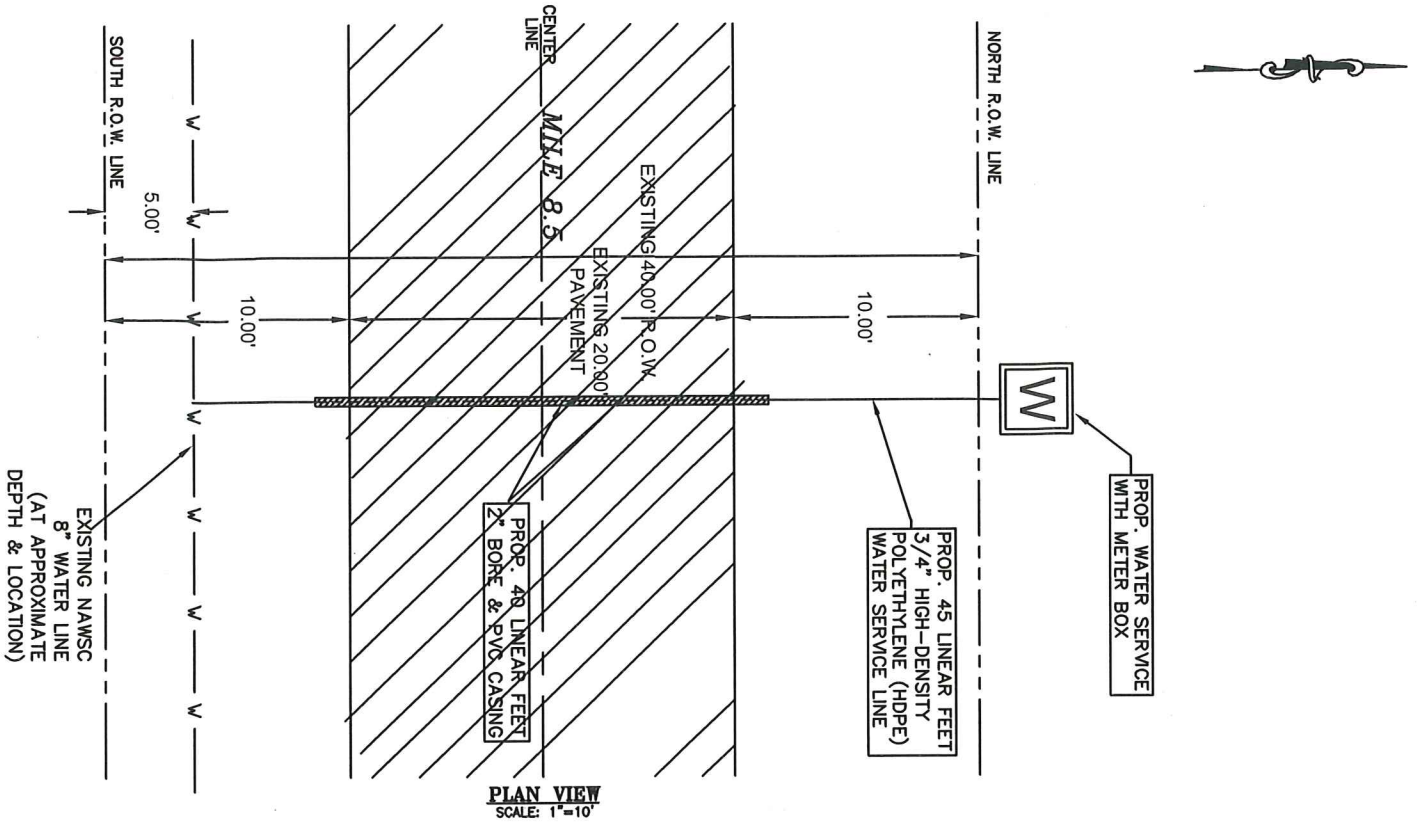 NORTH R.O.W. LINE
PROP. WATER SERVICE
WITH METER BOX
W
10.00'
PROP. 45 LINEAR FEET
3/4" HIGH-DENSITY
POLYETHYLENE (HDPE)
WATER SERVICE LINE
EXISTING 40.00' R.O.W.
EXISTING 20.00'
PAVEMENT
MILE 8.5
CENTER
LINE
PROP. 40 LINEAR FEET
2" BORE & PVC CASING
10.00'
5.00'
W
W
W
W
W
W
W
W
SOUTH R.O.W. LINE
EXISTING NAWSC
8" WATER LINE
(AT APPROXIMATE
DEPTH & LOCATION)
PLAN VIEW
SCALE: 1"=10'